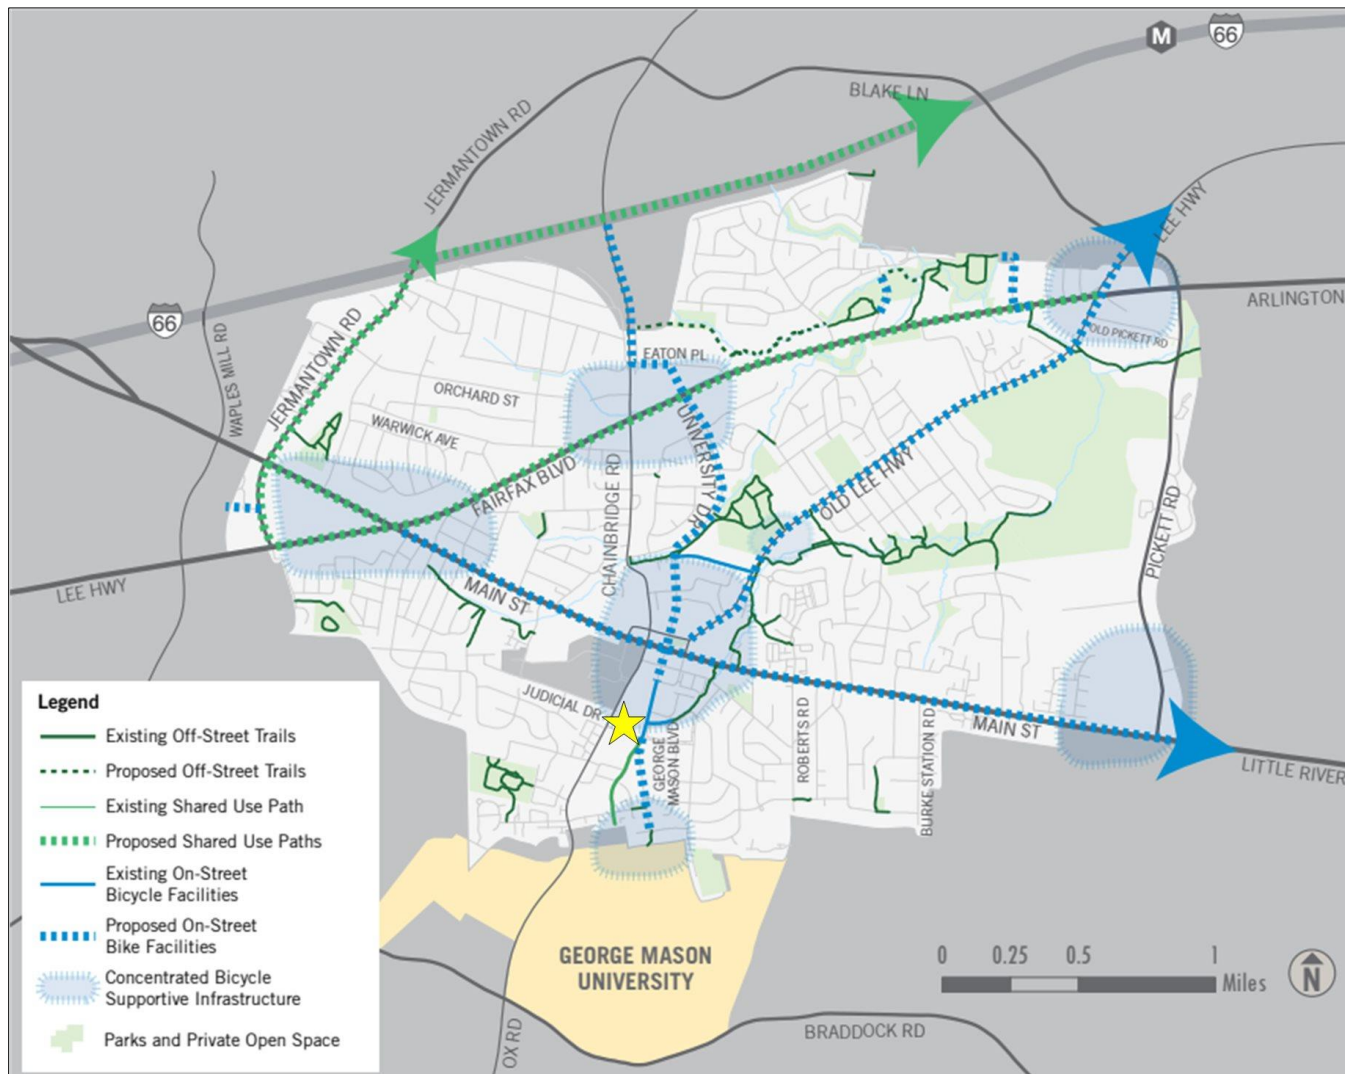 M
66
BLAKE LN
JERMANTOWN RD
LEE HWY
ARLINGTON
66
WAPLES MILL RD
JERMANTOWN RD
OLD PICKETT RD
EATON PL
ORCHARD ST
WARWICK AVE
UNIVERSITY DR
FAIRFAX BLVD
CHAINBRIDGE RD
OLD LEE HWY
PICKETT RD
LEE HWY
MAIN ST
JUDICIAL DR
GEORGE
MASON BLVD
ROBERTS RD
BURKE STATION RD
MAIN ST
LITTLE RIVER
Legend
Existing Off-Street Trails
Proposed Off-Street Trails
Existing Shared Use Path
Proposed Shared Use Paths
Existing On-Street
Bicycle Facilities
Proposed On-Street
Bike Facilities
Concentrated Bicycle
Supportive Infrastructure
Parks and Private Open Space
GEORGE MASON
UNIVERSITY
OX RD
BRADDOCK RD
0 0.25 0.5 1
Miles
N